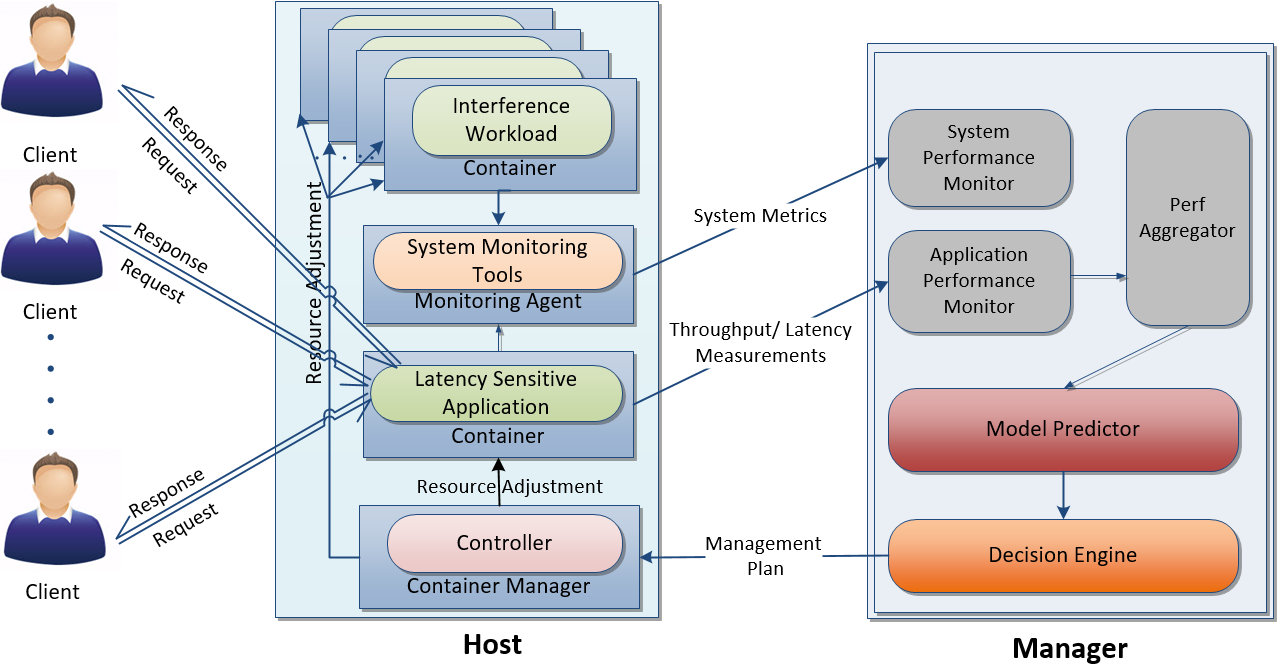 Client
Response
Request
Client
Response
Request
Client
Response
Request
Interference
Workload
Container
Resource Adjustment
System Monitoring
Tools
Monitoring Agent
Latency Sensitive
Application
Container
Resource Adjustment
Controller
Container Manager
Host
System Metrics
Throughput/ Latency
Measurements
Management
Plan
System
Performance
Monitor
Application
Performance
Monitor
Perf
Aggregator
Model Predictor
Decision Engine
Manager